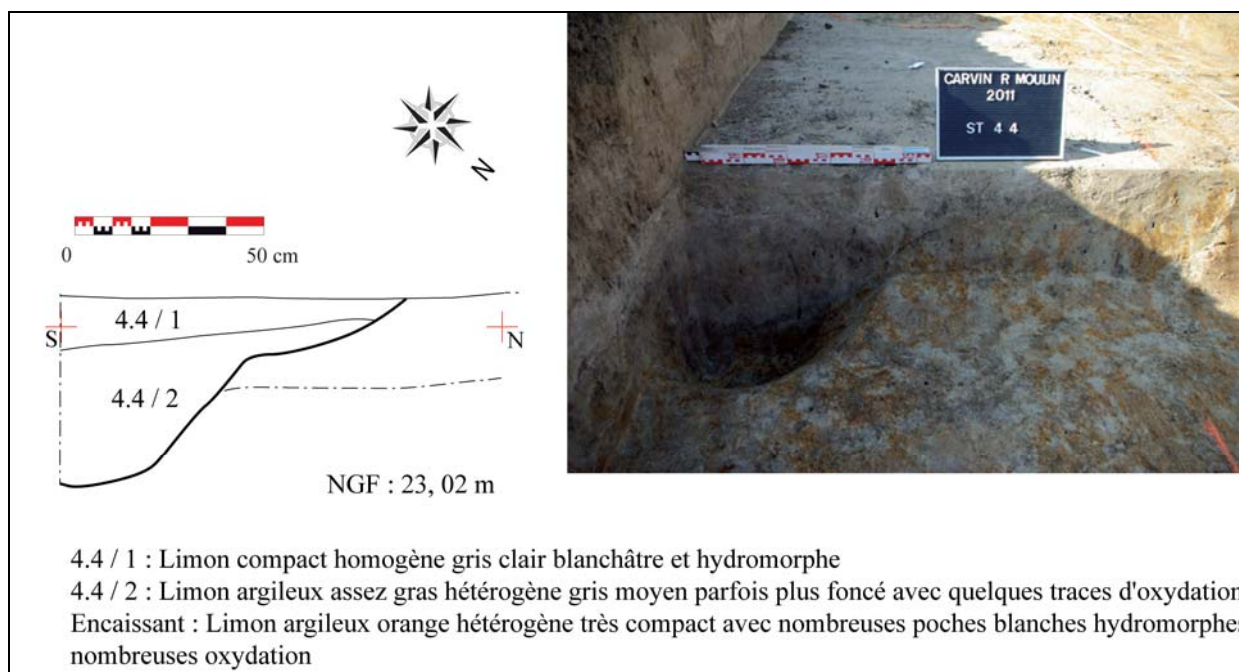 CARVIN R MOULIN
2011
ST 4 4
N
0 50 cm
4.4 / 1
S
N
4.4 / 2
NGF : 23, 02 m
4.4 / 1 : Limon compact homogène gris clair blanchâtre et hydromorphe
4.4 / 2 : Limon argileux assez gras hétérogène gris moyen parfois plus foncé avec quelques traces d'oxydation
Encaissant : Limon argileux orange hétérogène très compact avec nombreuses poches blanches hydromorphes
nombreuses oxydation